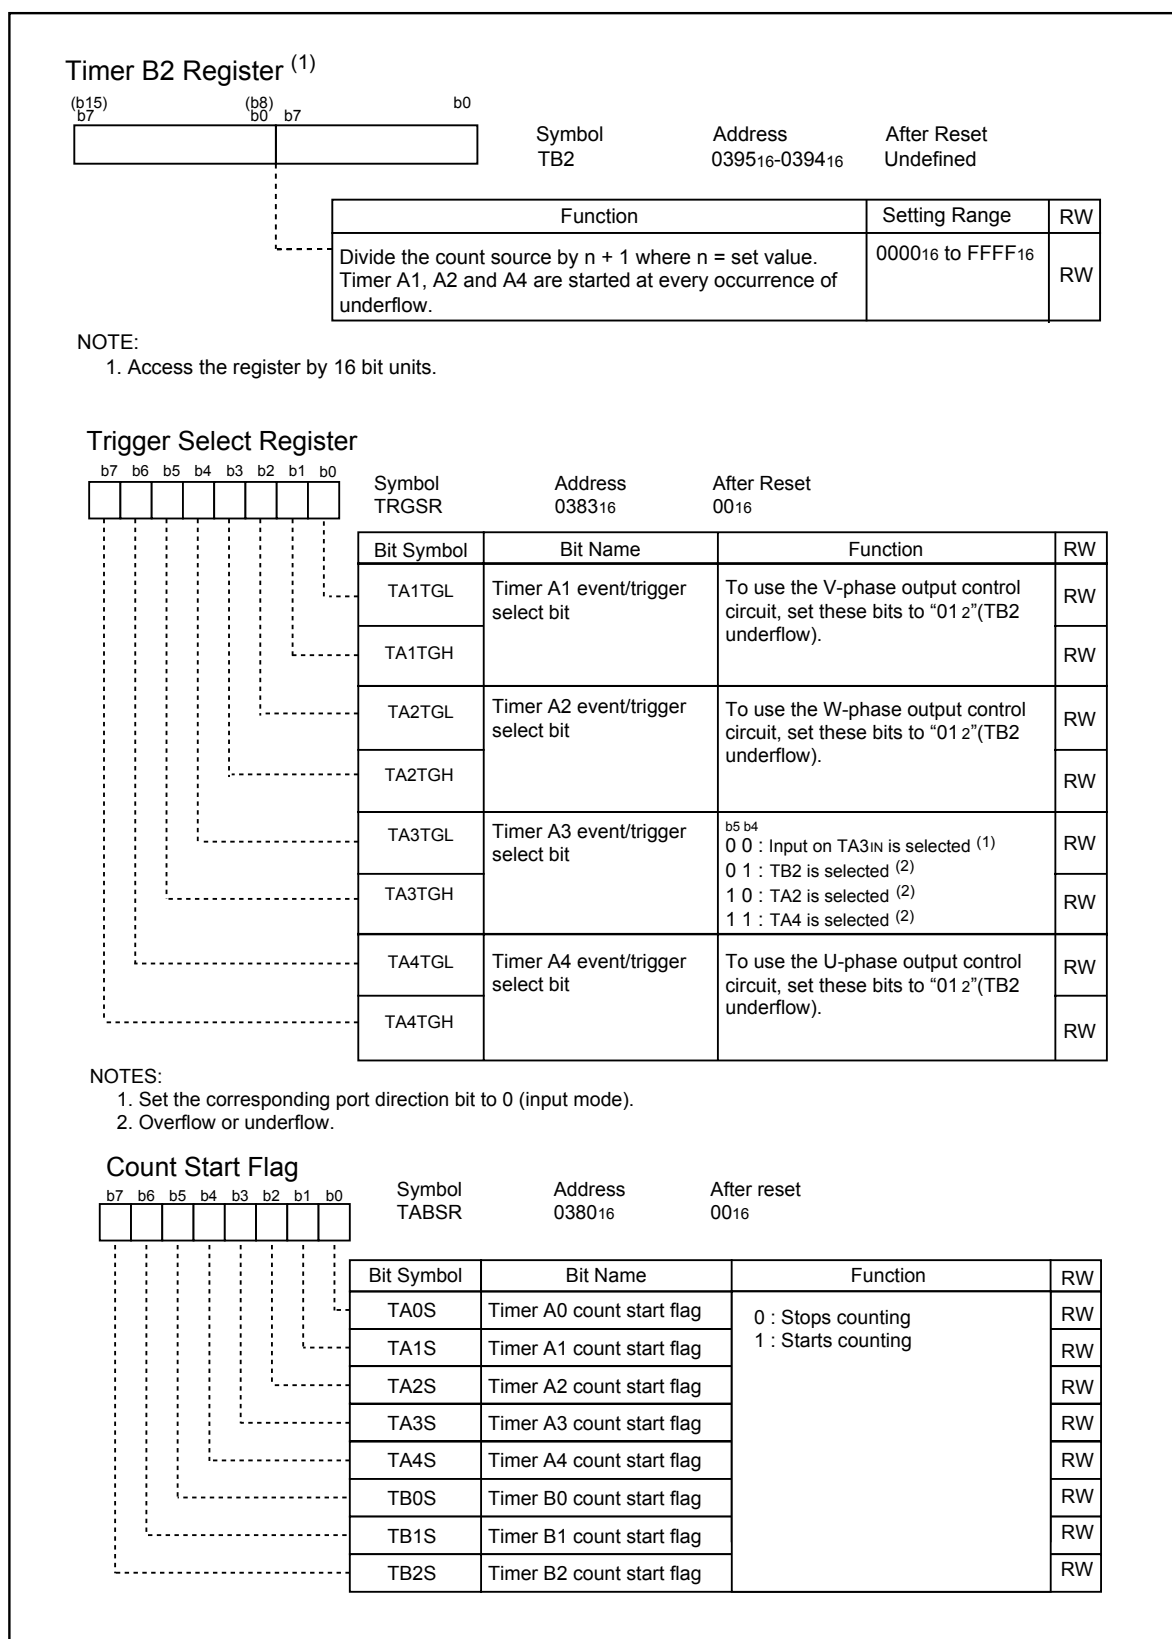 Timer B2 Register (1)
(b15) (b8)
b7 b0 b7 b0
Symbol Address After Reset
TB2 039516-039416 Undefined
Function Setting Range RW
Divide the count source by n + 1 where n = set value.
Timer A1, A2 and A4 are started at every occurrence of
underflow.
000016 to FFFF16
RW
NOTE:
1. Access the register by 16 bit units.
Trigger Select Register
b7 b6 b5 b4 b3 b2 b1 b0
Symbol Address After Reset
TRGSR 038316 0016
Bit Symbol Bit Name Function RW
TA1TGL Timer A1 event/trigger
select bit
To use the V-phase output control
circuit, set these bits to “01 2”(TB2
underflow).
RW
TA1TGH RW
TA2TGL Timer A2 event/trigger
select bit
To use the W-phase output control
circuit, set these bits to “01 2”(TB2
underflow).
RW
TA2TGH RW
TA3TGL Timer A3 event/trigger
select bit
b5 b4
0 0 : Input on TA3IN is selected (1)
0 1 : TB2 is selected (2)
1 0 : TA2 is selected (2)
1 1 : TA4 is selected (2)
RW
TA3TGH RW
TA4TGL Timer A4 event/trigger
select bit
To use the U-phase output control
circuit, set these bits to “01 2”(TB2
underflow).
RW
TA4TGH RW
NOTES:
1. Set the corresponding port direction bit to 0 (input mode).
2. Overflow or underflow.
Count Start Flag
b7 b6 b5 b4 b3 b2 b1 b0
Symbol Address After reset
TABSR 038016 0016
Bit Symbol Bit Name Function RW
TA0S Timer A0 count start flag 0 : Stops counting RW
TA1S Timer A1 count start flag 1 : Starts counting RW
TA2S Timer A2 count start flag RW
TA3S Timer A3 count start flag RW
TA4S Timer A4 count start flag RW
TB0S Timer B0 count start flag RW
TB1S Timer B1 count start flag RW
TB2S Timer B2 count start flag RW